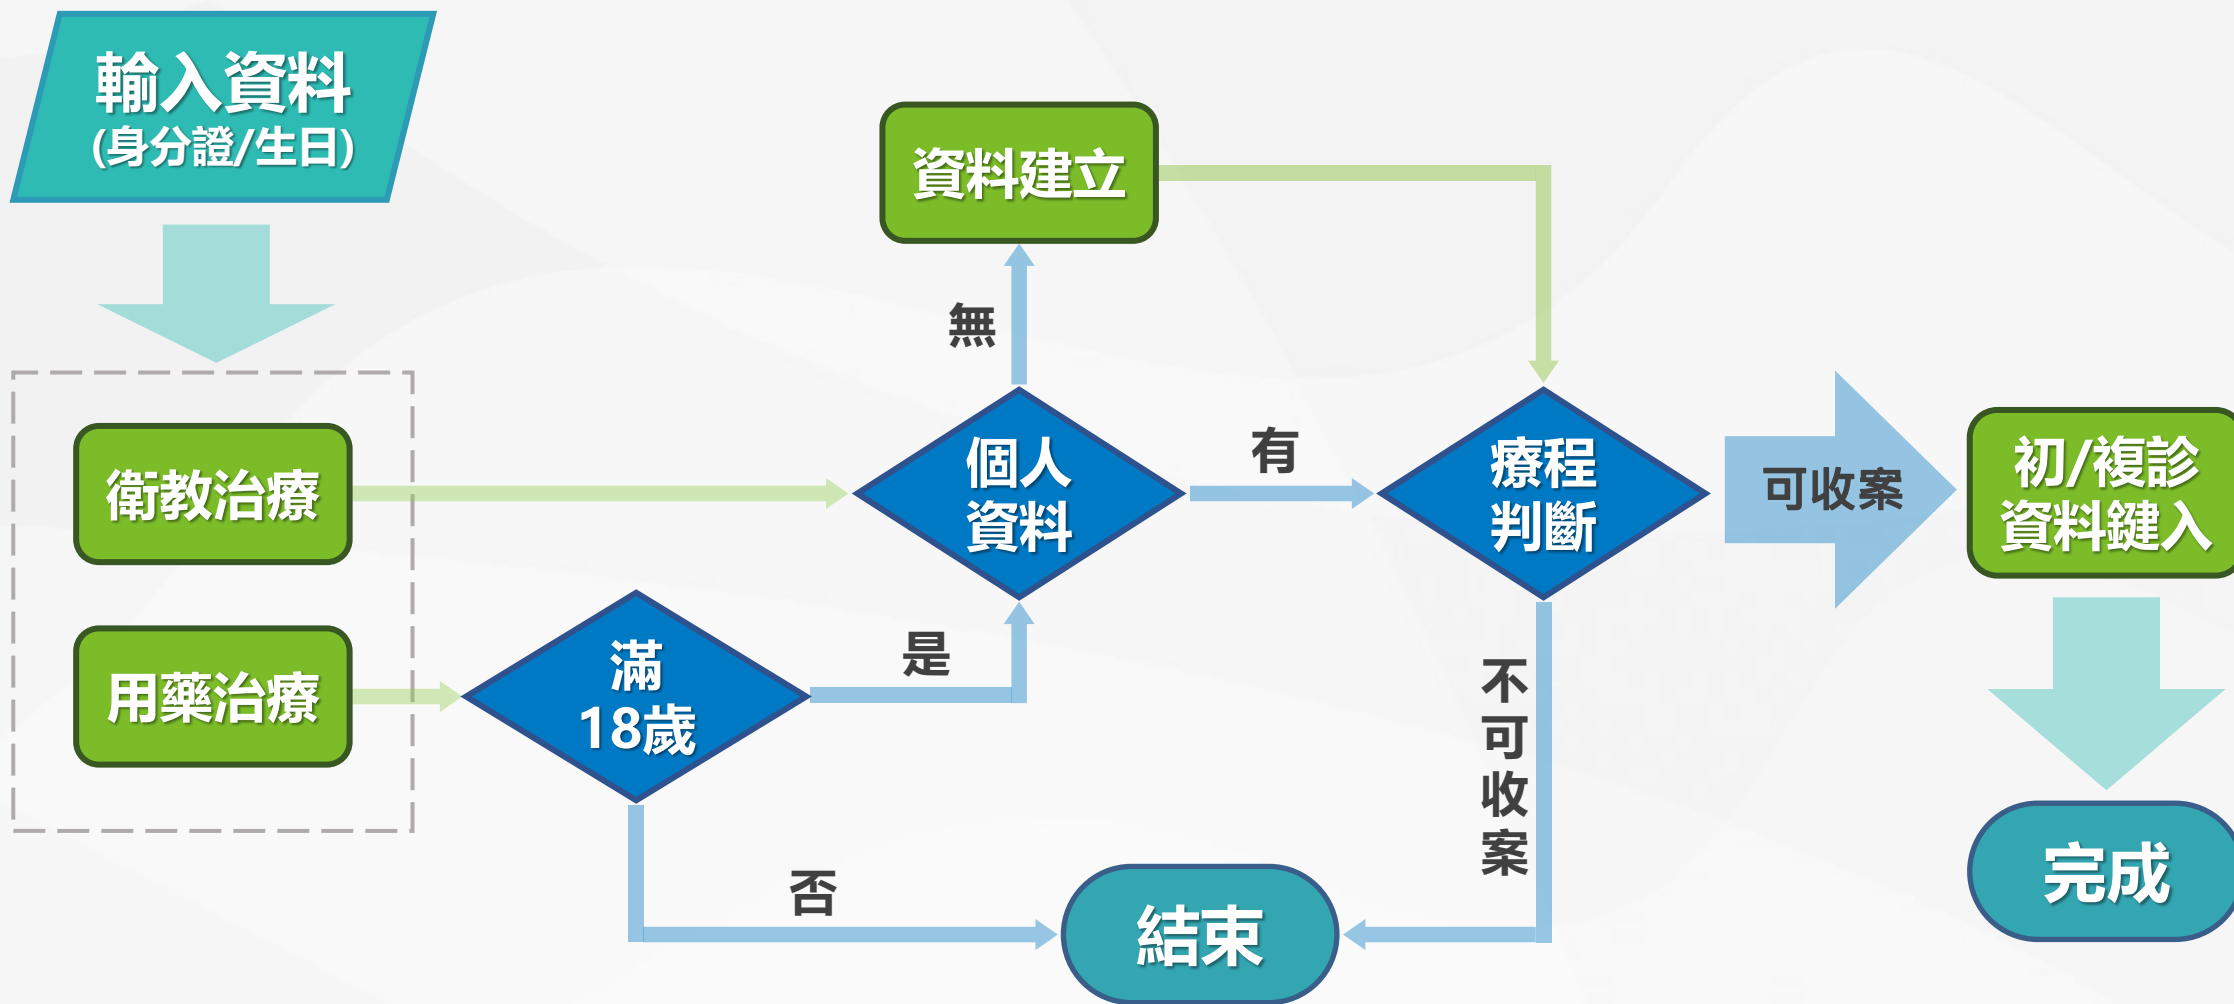 輸入資料
(身分證/生日)
資料建立
無
衛教治療
個人
資料
有
療程
判斷
可收案
初/複診
資料鍵入
用藥治療
滿
18歲
是
不可收案
否
結束
完成